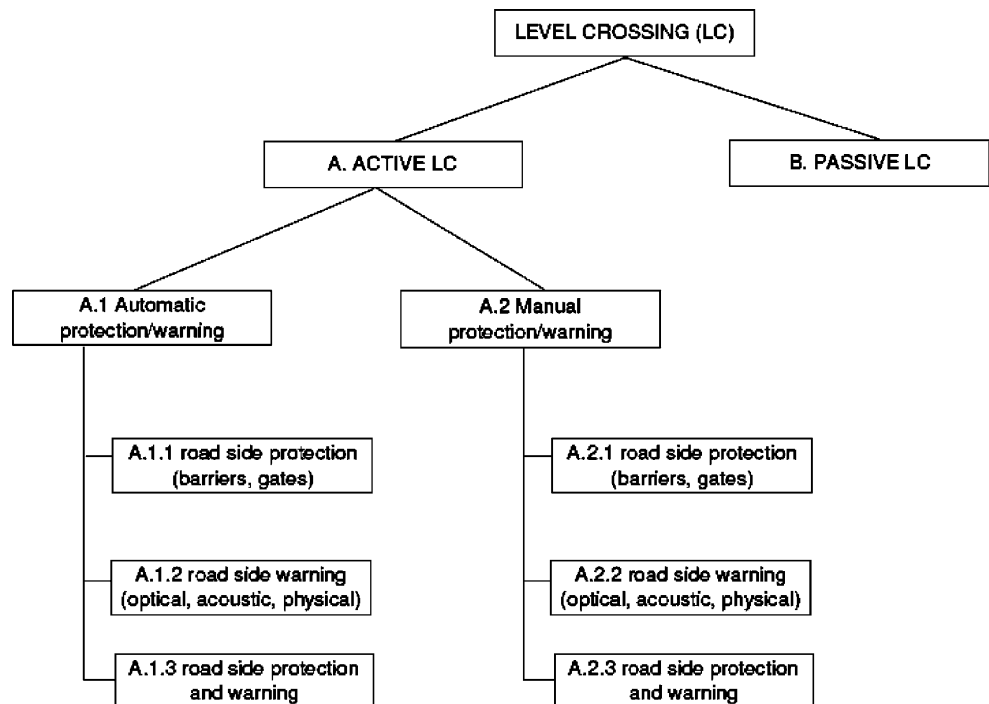 LEVEL CROSSING (LC)
A. ACTIVE LC
B. PASSIVE LC
A.1 Automatic
protection/warning
A.2 Manual
protection/warning
A.1.1 road side protection
(barriers, gates)
A.2.1 road side protection
(barriers, gates)
A.1.2 road side warning
(optical, acoustic, physical)
A.2.2 road side warning
(optical, acoustic, physical)
A.1.3 road side protection
and warning
A.2.3 road side protection
and warning